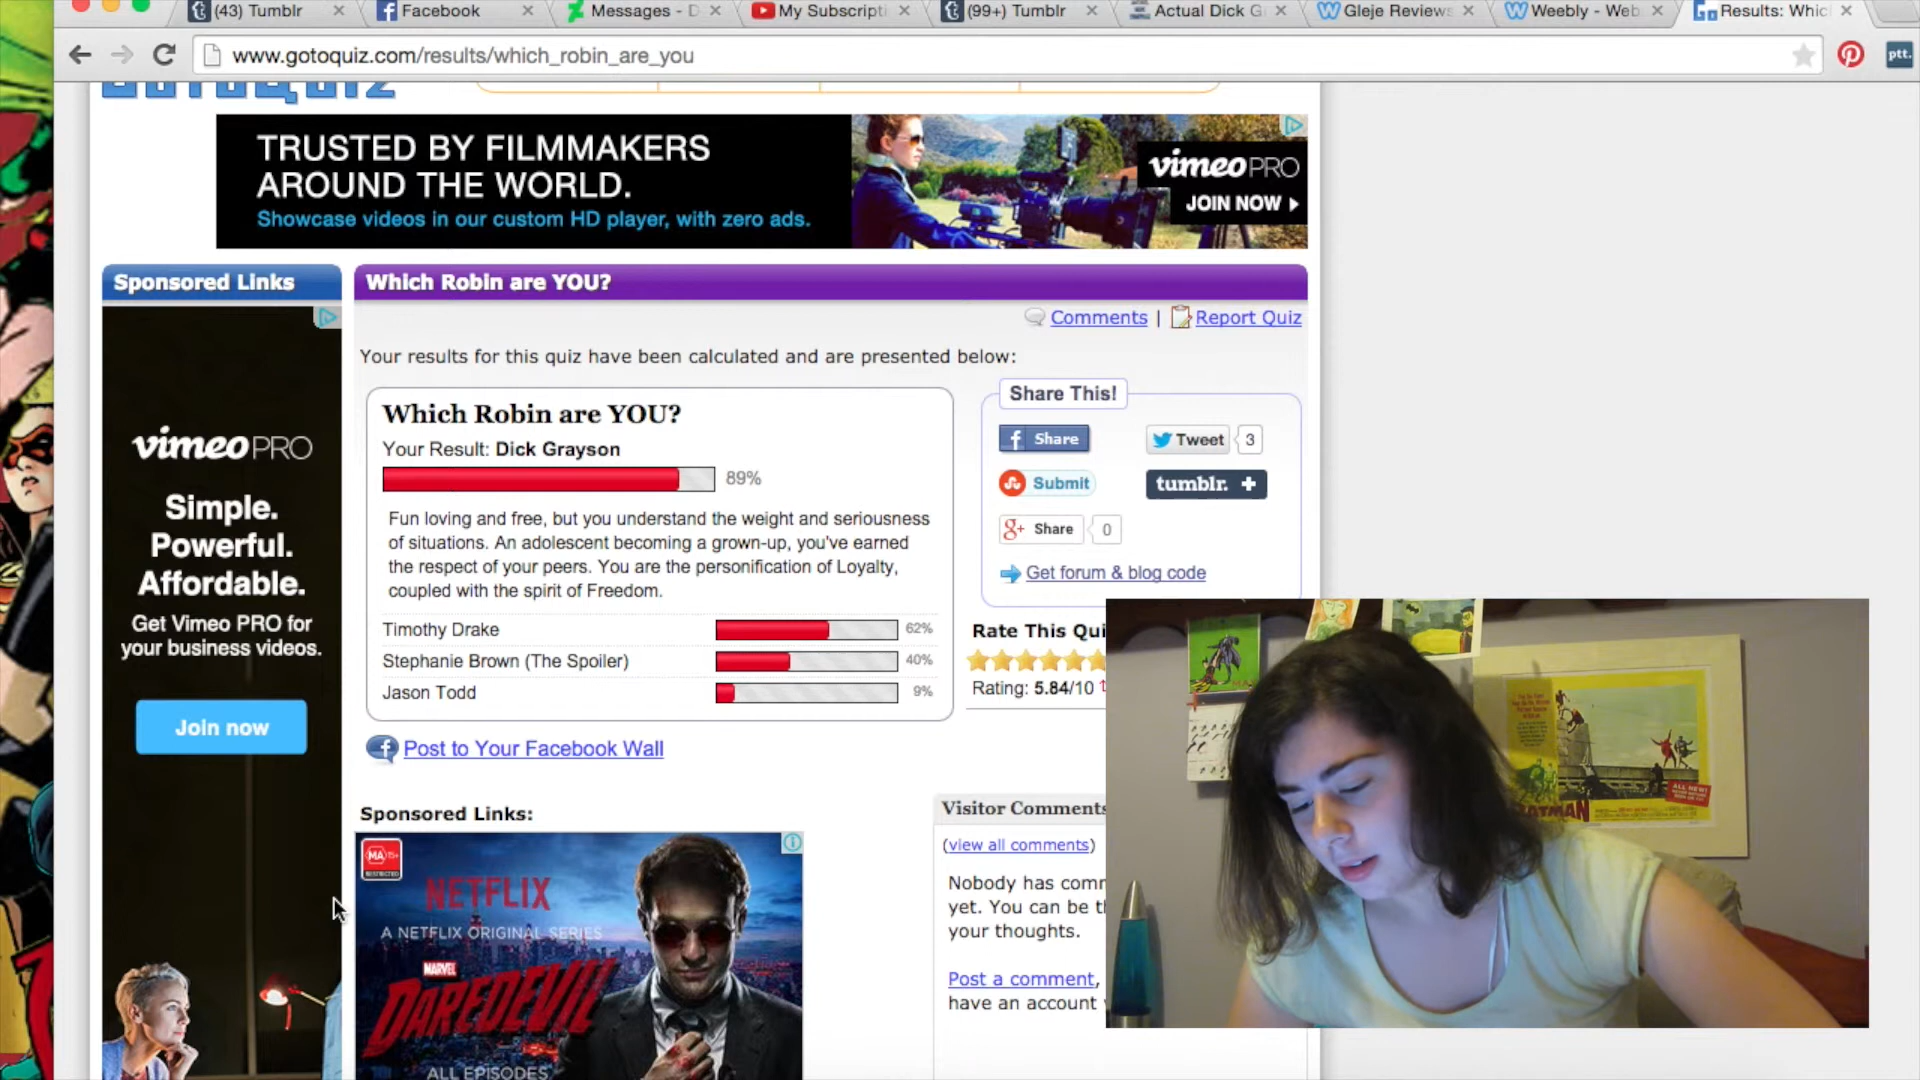 (43) Tumblr
Facebook
Messages - D
My Subscripti
(99+) Tumblr
Actual Dick G
Gleje Reviews
Weebly - Web
Results: Whic
www.gotoquiz.com/results/which_robin_are_you
ptt.
TRUSTED BY FILMMAKERS
AROUND THE WORLD.
Showcase videos in our custom HD player, with zero ads.
vimeo PRO
JOIN NOW
Sponsored Links
Which Robin are YOU?
Comments | Report Quiz
Your results for this quiz have been calculated and are presented below:
Which Robin are YOU?
Your Result: Dick Grayson
89%
Fun loving and free, but you understand the weight and seriousness
of situations. An adolescent becoming a grown-up, you've earned
the respect of your peers. You are the personification of Loyalty,
coupled with the spirit of Freedom.
Timothy Drake 62%
Stephanie Brown (The Spoiler) 40%
Jason Todd 9%
Share This!
Share
Tweet 3
Submit
tumblr. +
Share 0
Get forum & blog code
Rate This Qui
Rating: 5.84/10
Post to Your Facebook Wall
vimeo PRO
Simple.
Powerful.
Affordable.
Get Vimeo PRO for
your business videos.
Join now
Sponsored Links:
MA 15+
RESTRICTED
NETFLIX
A NETFLIX ORIGINAL SERIES
MARVEL
DAREDEVIL
ALL EPISODES
Visitor Comments
(view all comments)
Nobody has comm
yet. You can be th
your thoughts.
Post a comment,
have an account
ALL NEW!
BATMAN